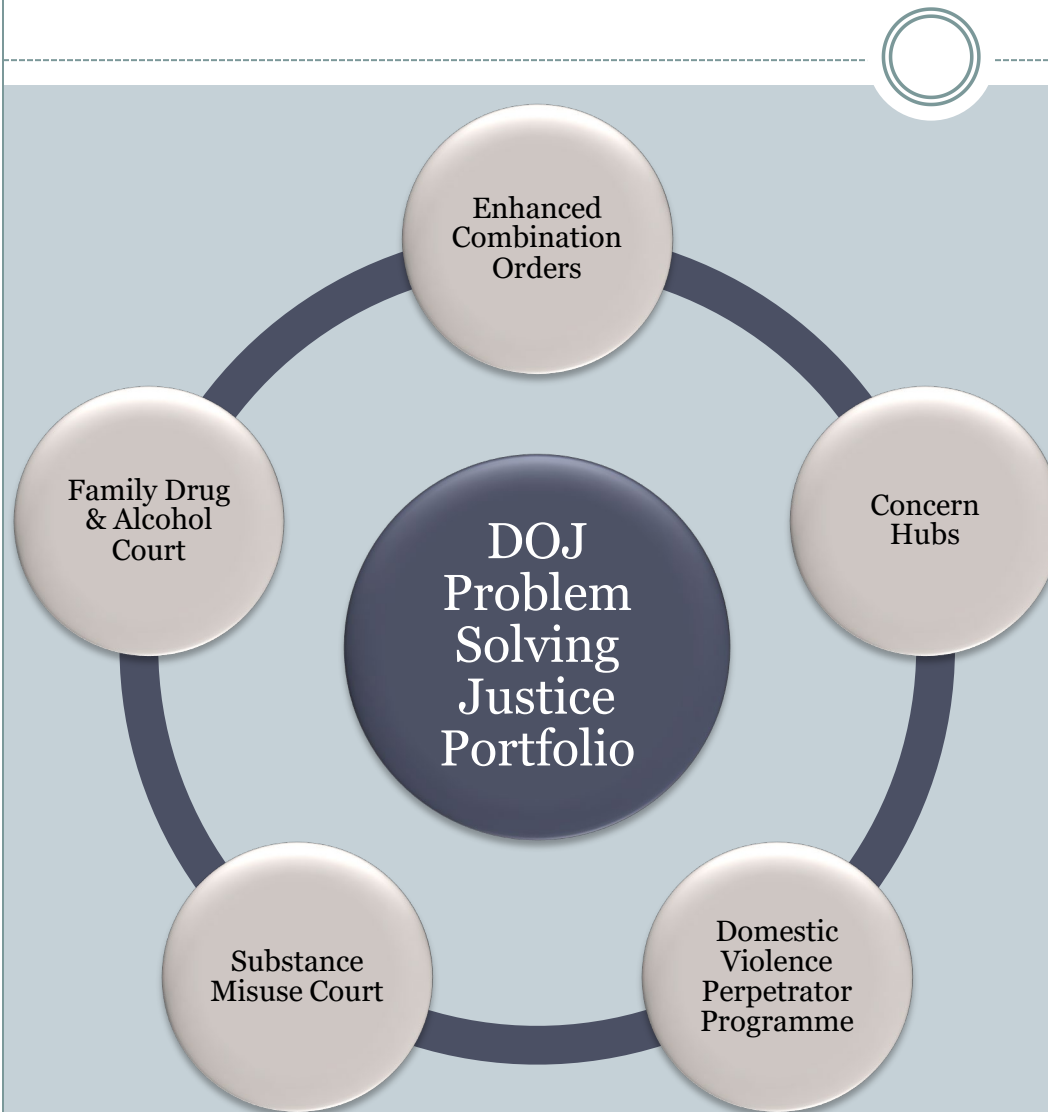 Enhanced
Combination
Orders
Family Drug
& Alcohol
Court
Concern
Hubs
DOJ
Problem
Solving
Justice
Portfolio
Substance
Misuse Court
Domestic
Violence
Perpetrator
Programme